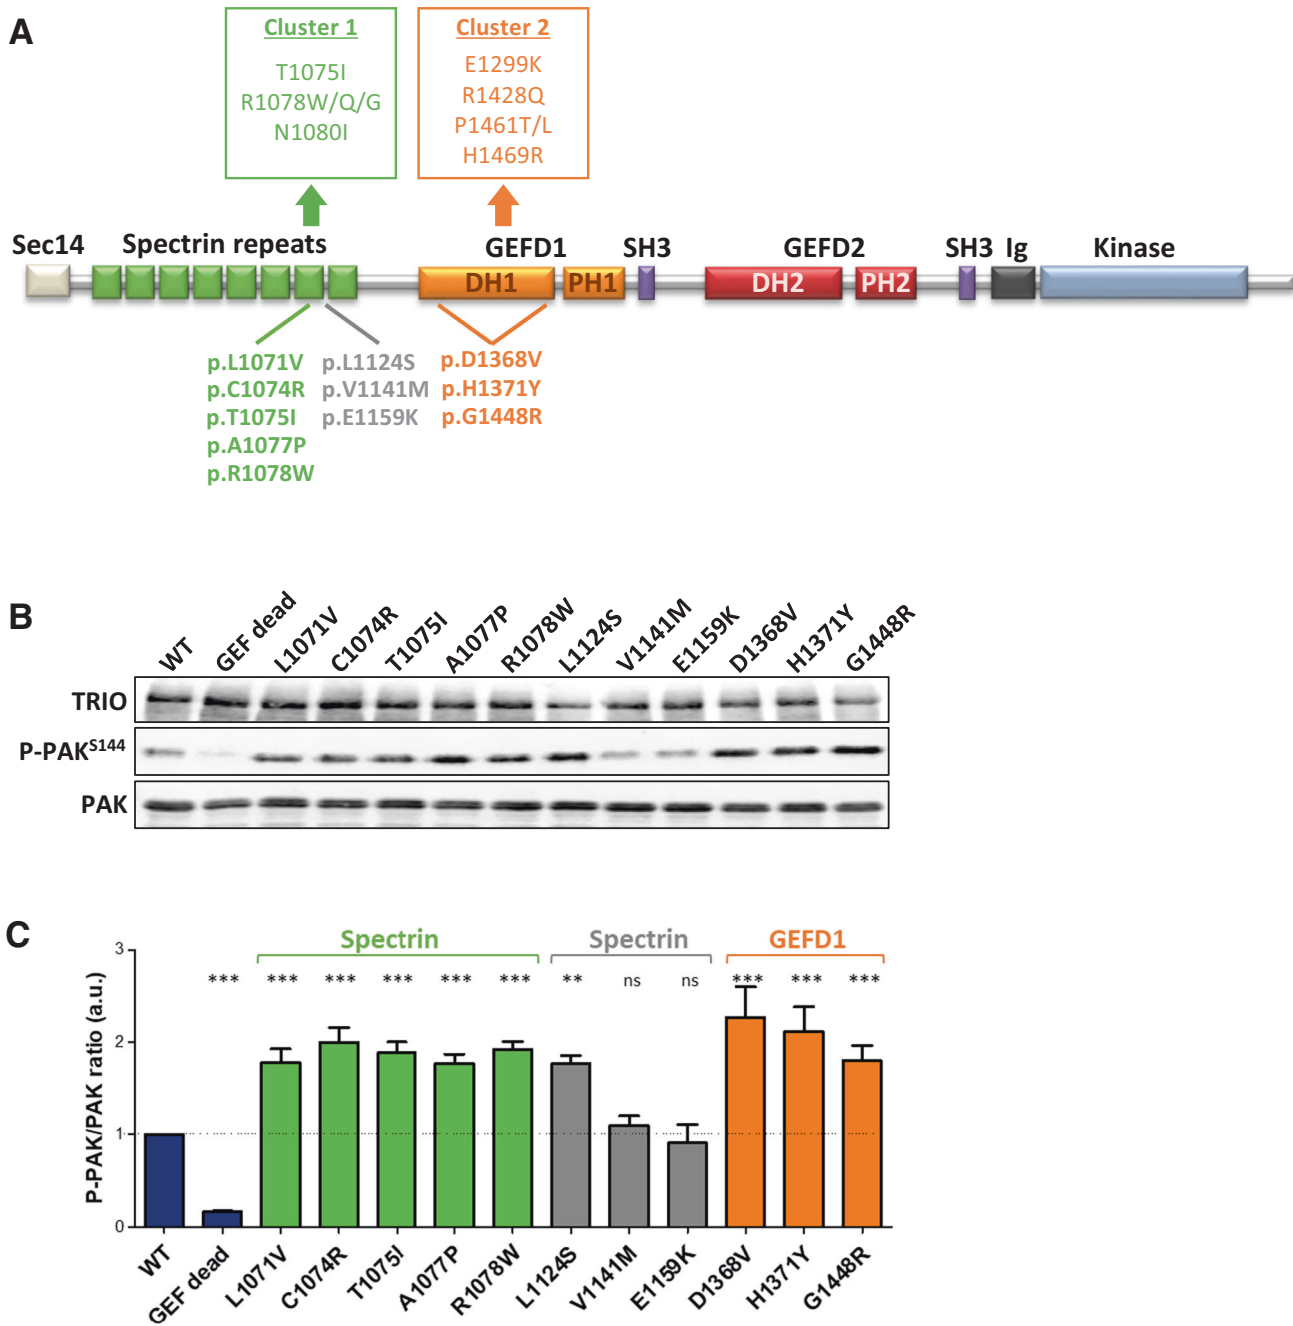 A
Cluster 1
T1075I
R1078W/Q/G
N1080I
Cluster 2
E1299K
R1428Q
P1461T/L
H1469R
Sec14 Spectrin repeats GEFD1 SH3 GEFD2 SH3 Ig Kinase
DH1 PH1 DH2 PH2
p.L1071V p.L1124S p.D1368V
p.C1074R p.V1141M p.H1371Y
p.T1075I p.E1159K p.G1448R
p.A1077P
p.R1078W
B
WT GEF dead L1071V C1074R T1075I A1077P R1078W L1124S V1141M E1159K D1368V H1371Y G1448R
TRIO
P-PAKS144
PAK
C
Spectrin Spectrin GEFD1
*** *** *** *** *** *** ** ns ns *** *** ***
P-PAK/PAK ratio (a.u.)
3
2
1
0
WT GEF dead L1071V C1074R T1075I A1077P R1078W L1124S V1141M E1159K D1368V H1371Y G1448R